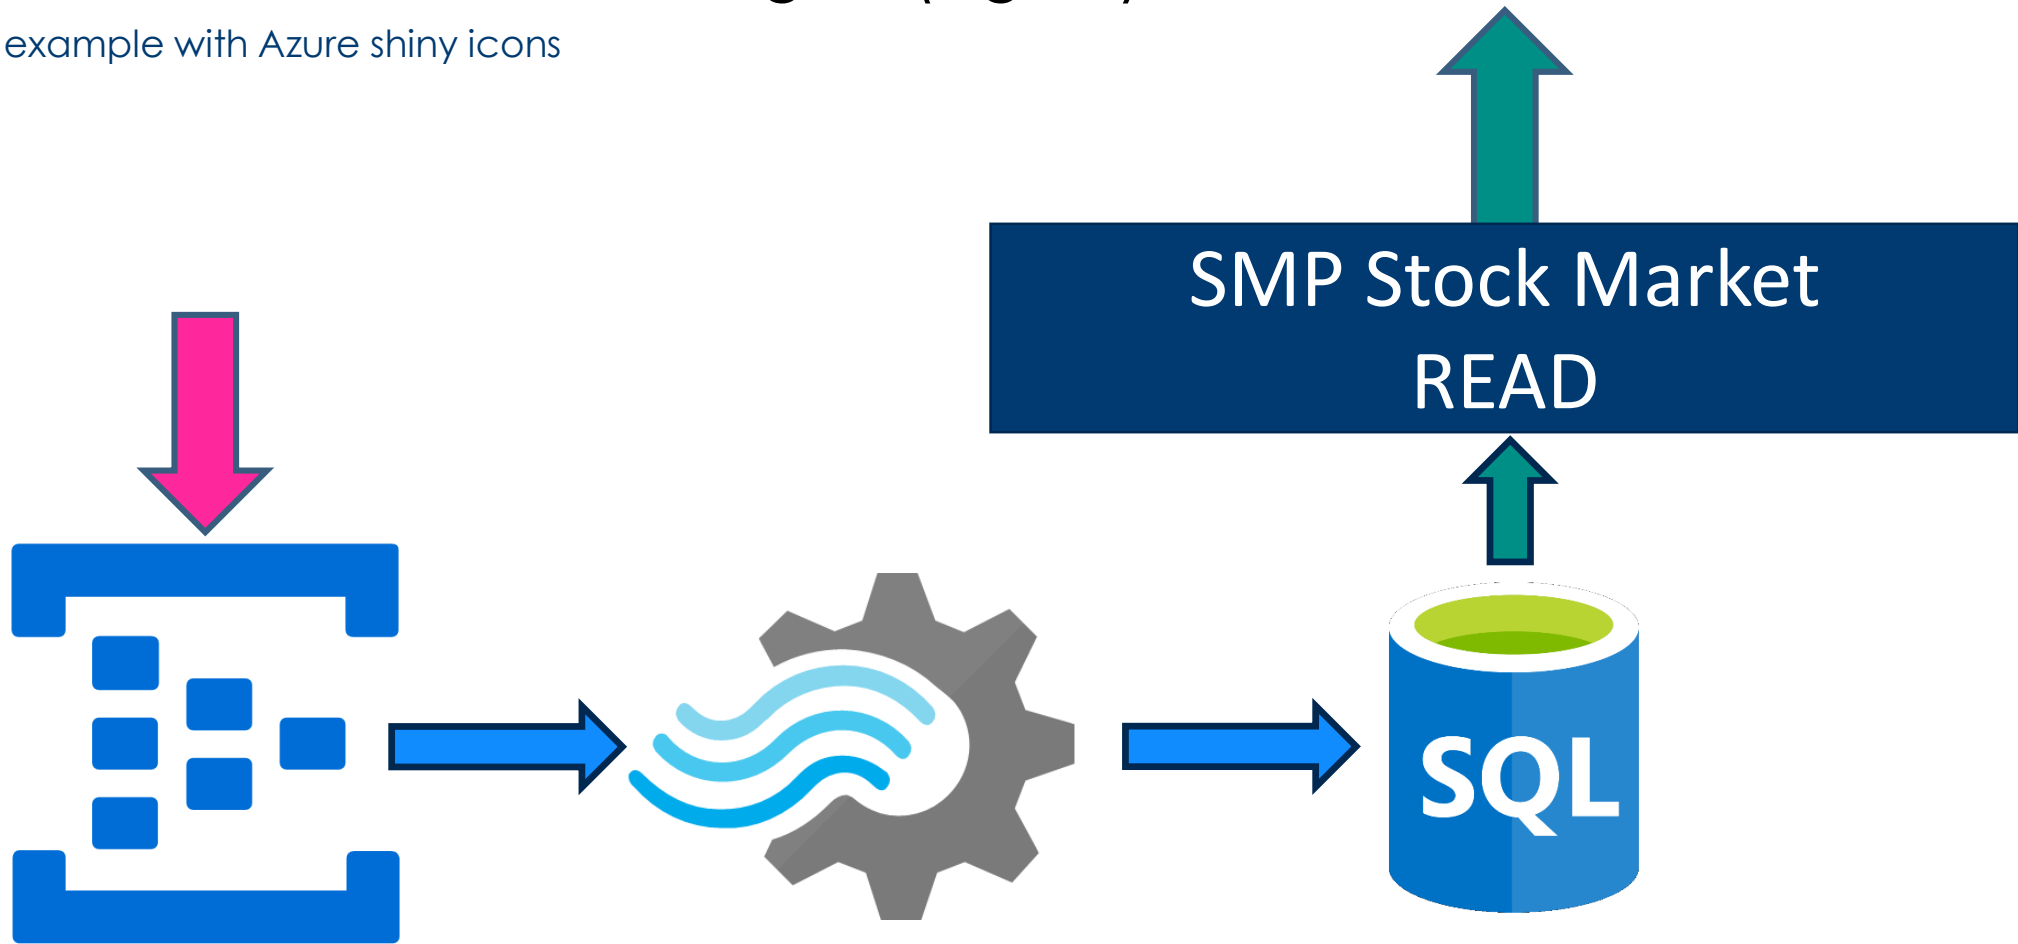 example with Azure shiny icons
SMP Stock Market
READ
SQL